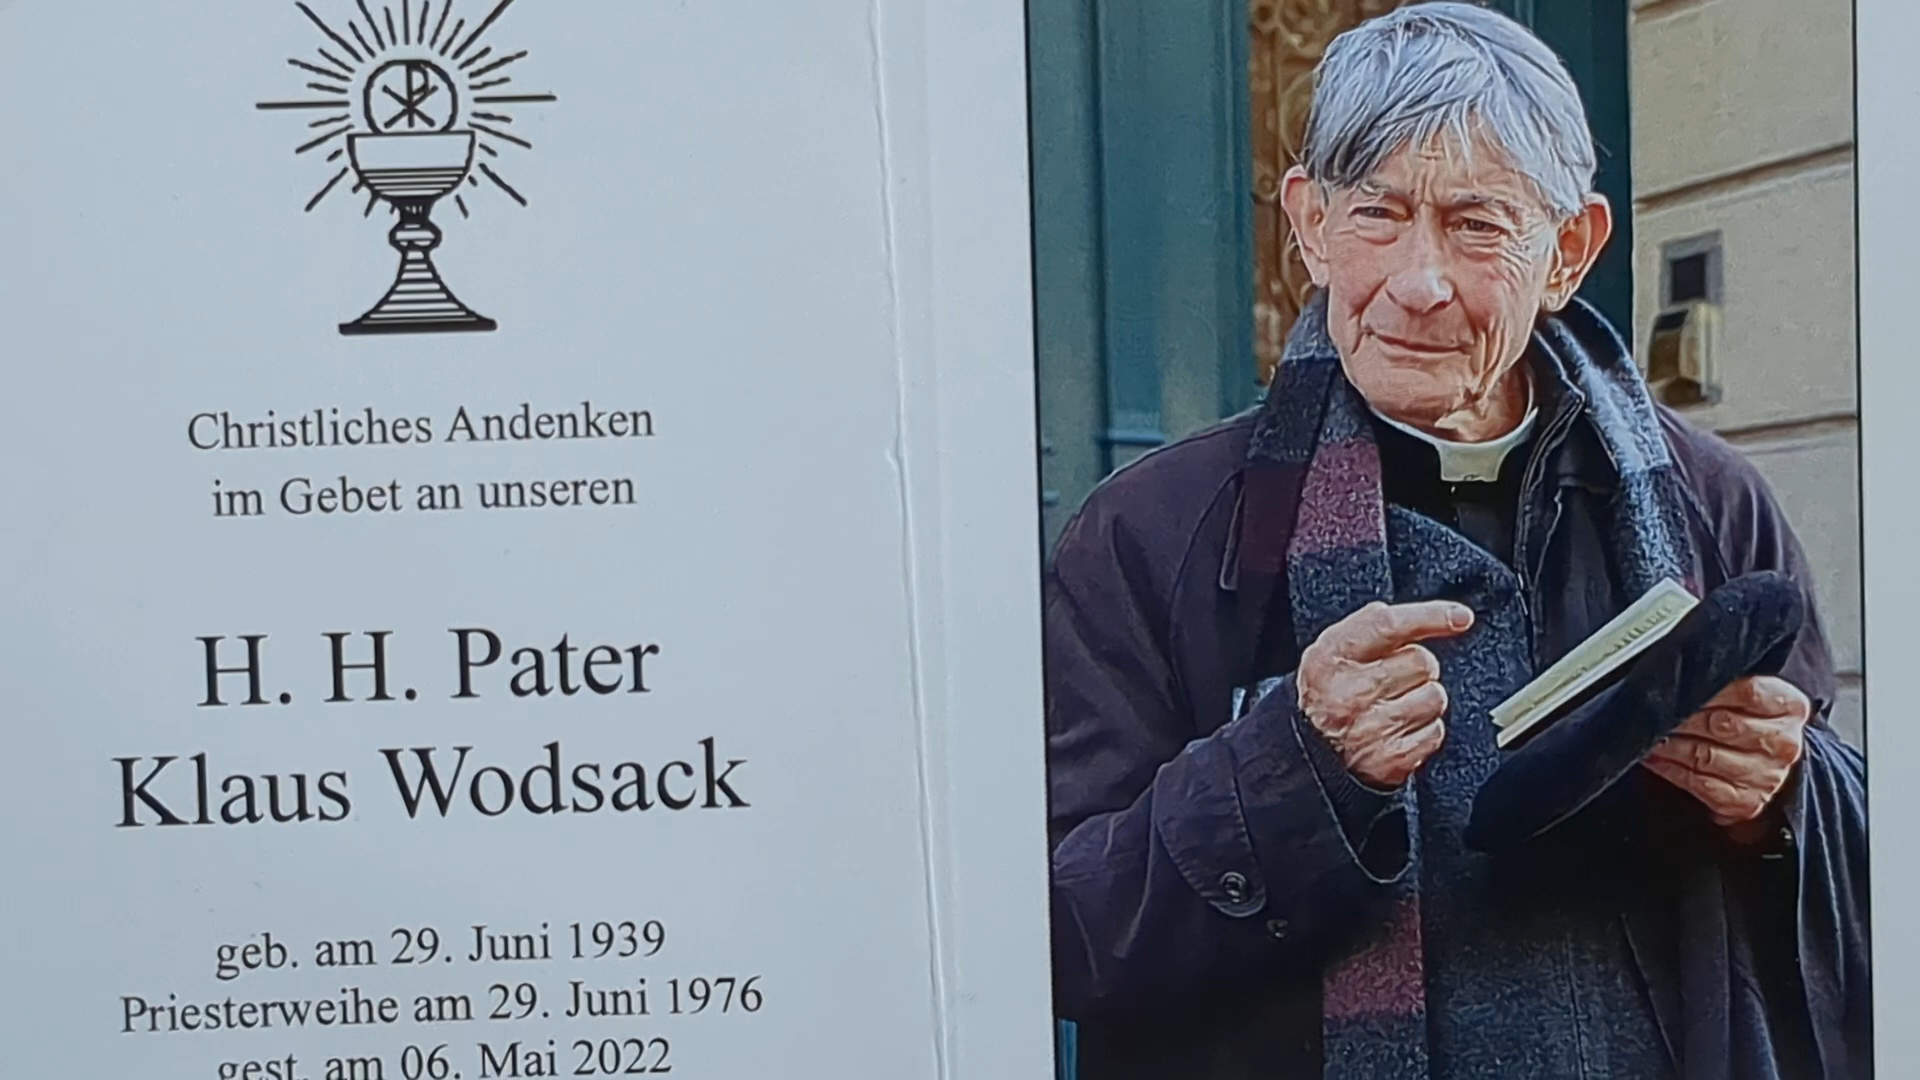 Christliches Andenken
im Gebet an unseren
H. H. Pater
Klaus Wodsack
geb. am 29. Juni 1939
Priesterweihe am 29. Juni 1976
gest. am 06. Mai 2022